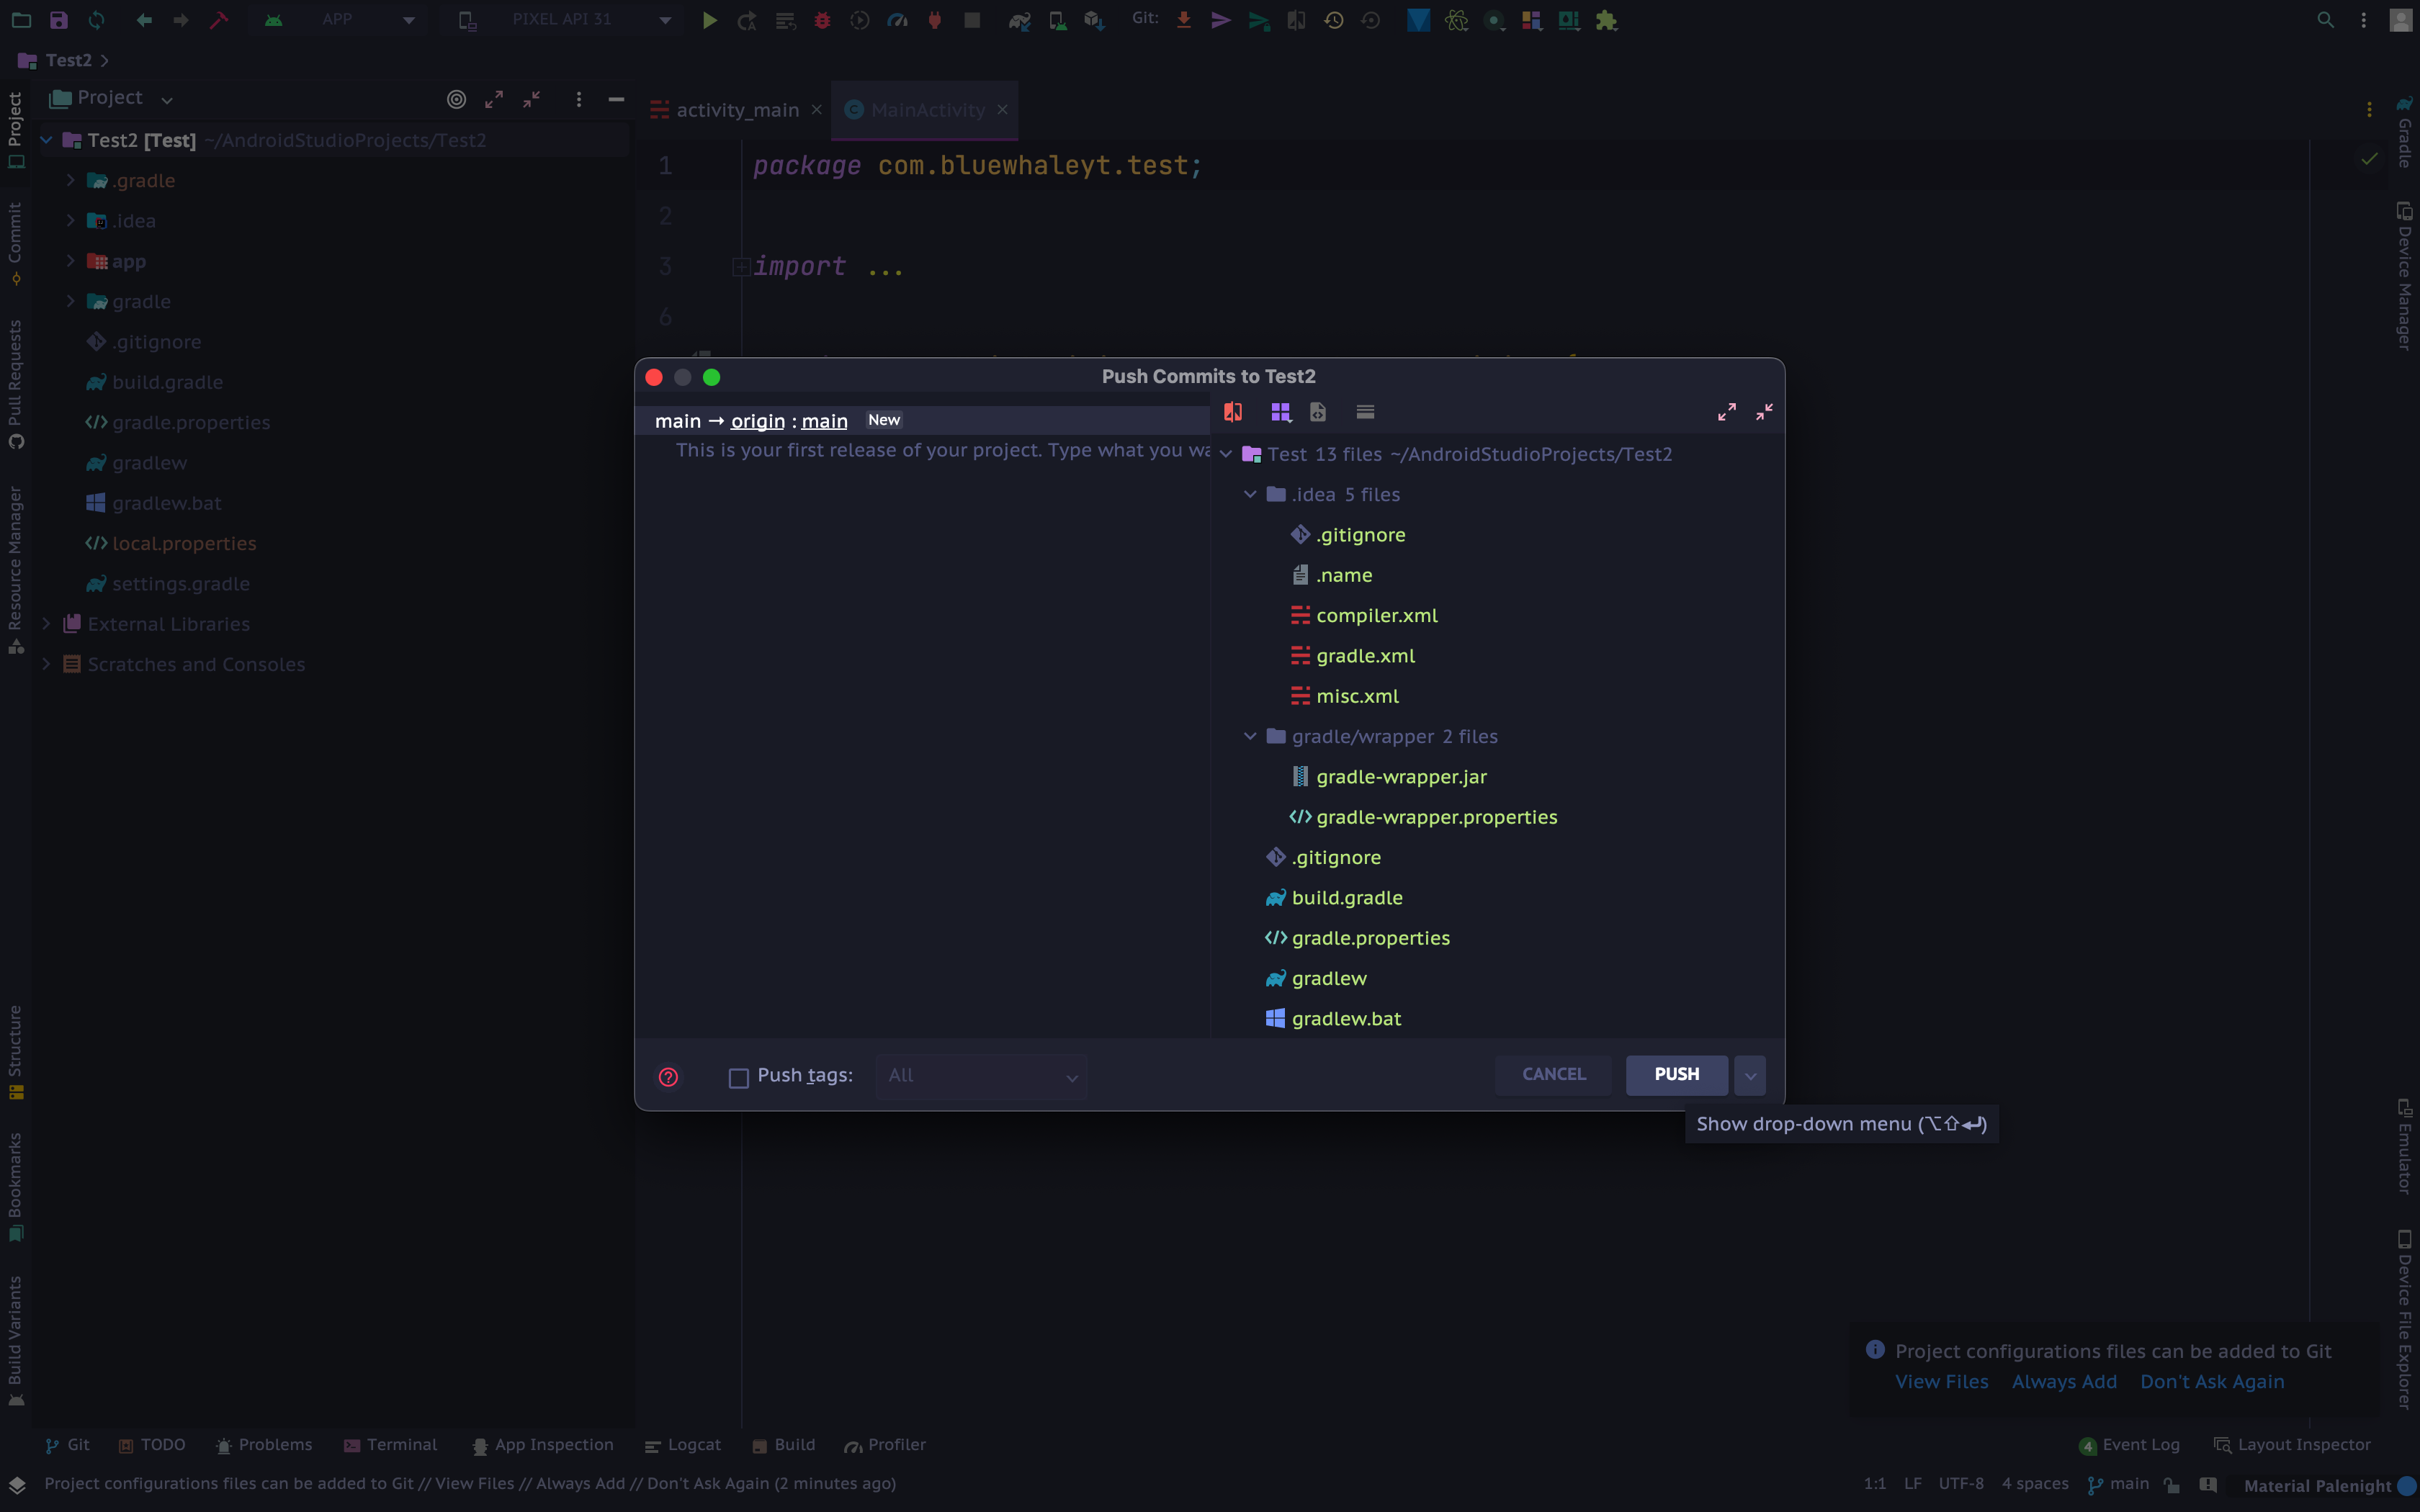 APP
PIXEL API 31
Git:
Test2
Project
Test2 [Test] ~/AndroidStudioProjects/Test2
.gradle
.idea
app
gradle
.gitignore
build.gradle
gradle.properties
gradlew
gradlew.bat
local.properties
settings.gradle
External Libraries
Scratches and Consoles
Project
Commit
Pull Requests
Resource Manager
Structure
Bookmarks
Build Variants
activity_main
MainActivity
1 package com.bluewhaleyt.test;
2
3 import ...
6
Push Commits to Test2
main → origin : main New
This is your first release of your project. Type what you wa
Test 13 files ~/AndroidStudioProjects/Test2
.idea 5 files
.gitignore
.name
compiler.xml
gradle.xml
misc.xml
gradle/wrapper 2 files
gradle-wrapper.jar
gradle-wrapper.properties
.gitignore
build.gradle
gradle.properties
gradlew
gradlew.bat
Push tags:
All
CANCEL
PUSH
Show drop-down menu (⌥⇧↵)
Gradle
Device Manager
Emulator
Device File Explorer
Project configurations files can be added to Git
View Files Always Add Don't Ask Again
Git
TODO
Problems
Terminal
App Inspection
Logcat
Build
Profiler
4 Event Log
Layout Inspector
Project configurations files can be added to Git // View Files // Always Add // Don't Ask Again (2 minutes ago)
1:1 LF UTF-8 4 spaces main Material Palenight